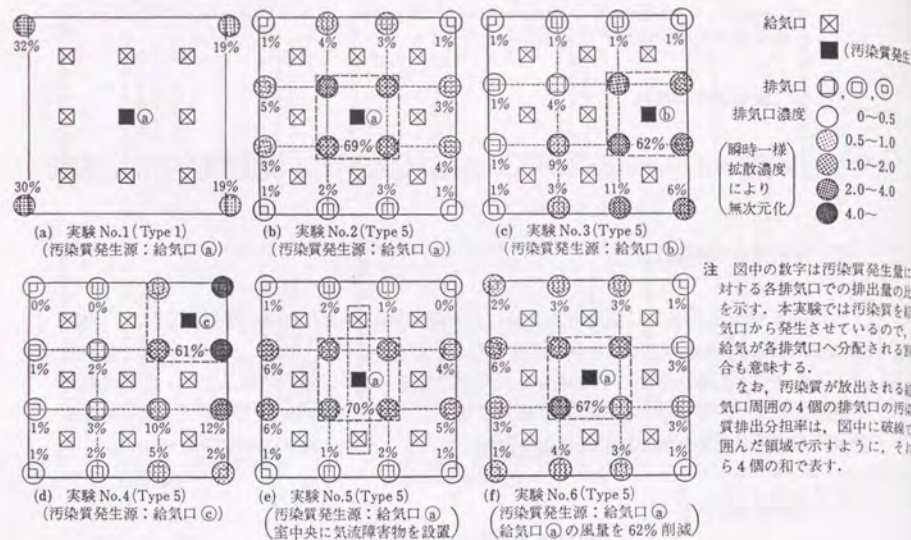 32%
19%
ⓐ
30%
19%
(a) 実験 No.1 (Type 1)
(汚染質発生源：給気口ⓐ)
1% 4% 3% 1%
5% 3%
ⓐ
69%
3% 4%
1% 2% 3% 1%
(b) 実験 No.2 (Type 5)
(汚染質発生源：給気口ⓐ)
1% 1% 1% 1%
1% 4%
ⓑ
62%
1% 9%
1% 3% 11% 6%
(c) 実験 No.3 (Type 5)
(汚染質発生源：給気口ⓑ)
給気口
(汚染質発生
排気口
排気口濃度
0～0.5
0.5～1.0
1.0～2.0
2.0～4.0
4.0～
瞬時一様
拡散濃度
により
無次元化
0% 0%
ⓒ
61%
1% 2%
1% 3% 10% 12%
1% 2% 5% 2%
(d) 実験 No.4 (Type 5)
(汚染質発生源：給気口ⓒ)
1% 2% 1% 0%
6% 4%
ⓐ
70%
6% 5%
1% 1% 2% 1%
(e) 実験 No.5 (Type 5)
汚染質発生源：給気口ⓐ
室中央に気流障害物を設置
2% 3% 3% 1%
6% 3%
ⓐ
67%
3% 3%
1% 4% 3% 1%
(f) 実験 No.6 (Type 5)
汚染質発生源：給気口ⓐ
給気口ⓐの風量を 62% 削減
注 図中の数字は汚染質発生量に
対する各排気口での排出量の比
を示す．本実験では汚染質を給
気口から発生させているので，
給気が各排気口へ分配される割
合も意味する．
なお，汚染質が放出される給
気口周囲の4個の排気口の汚染
質排出分担率は，図中に破線で
囲んだ領域で示すように，それ
ら4個の和で表す．